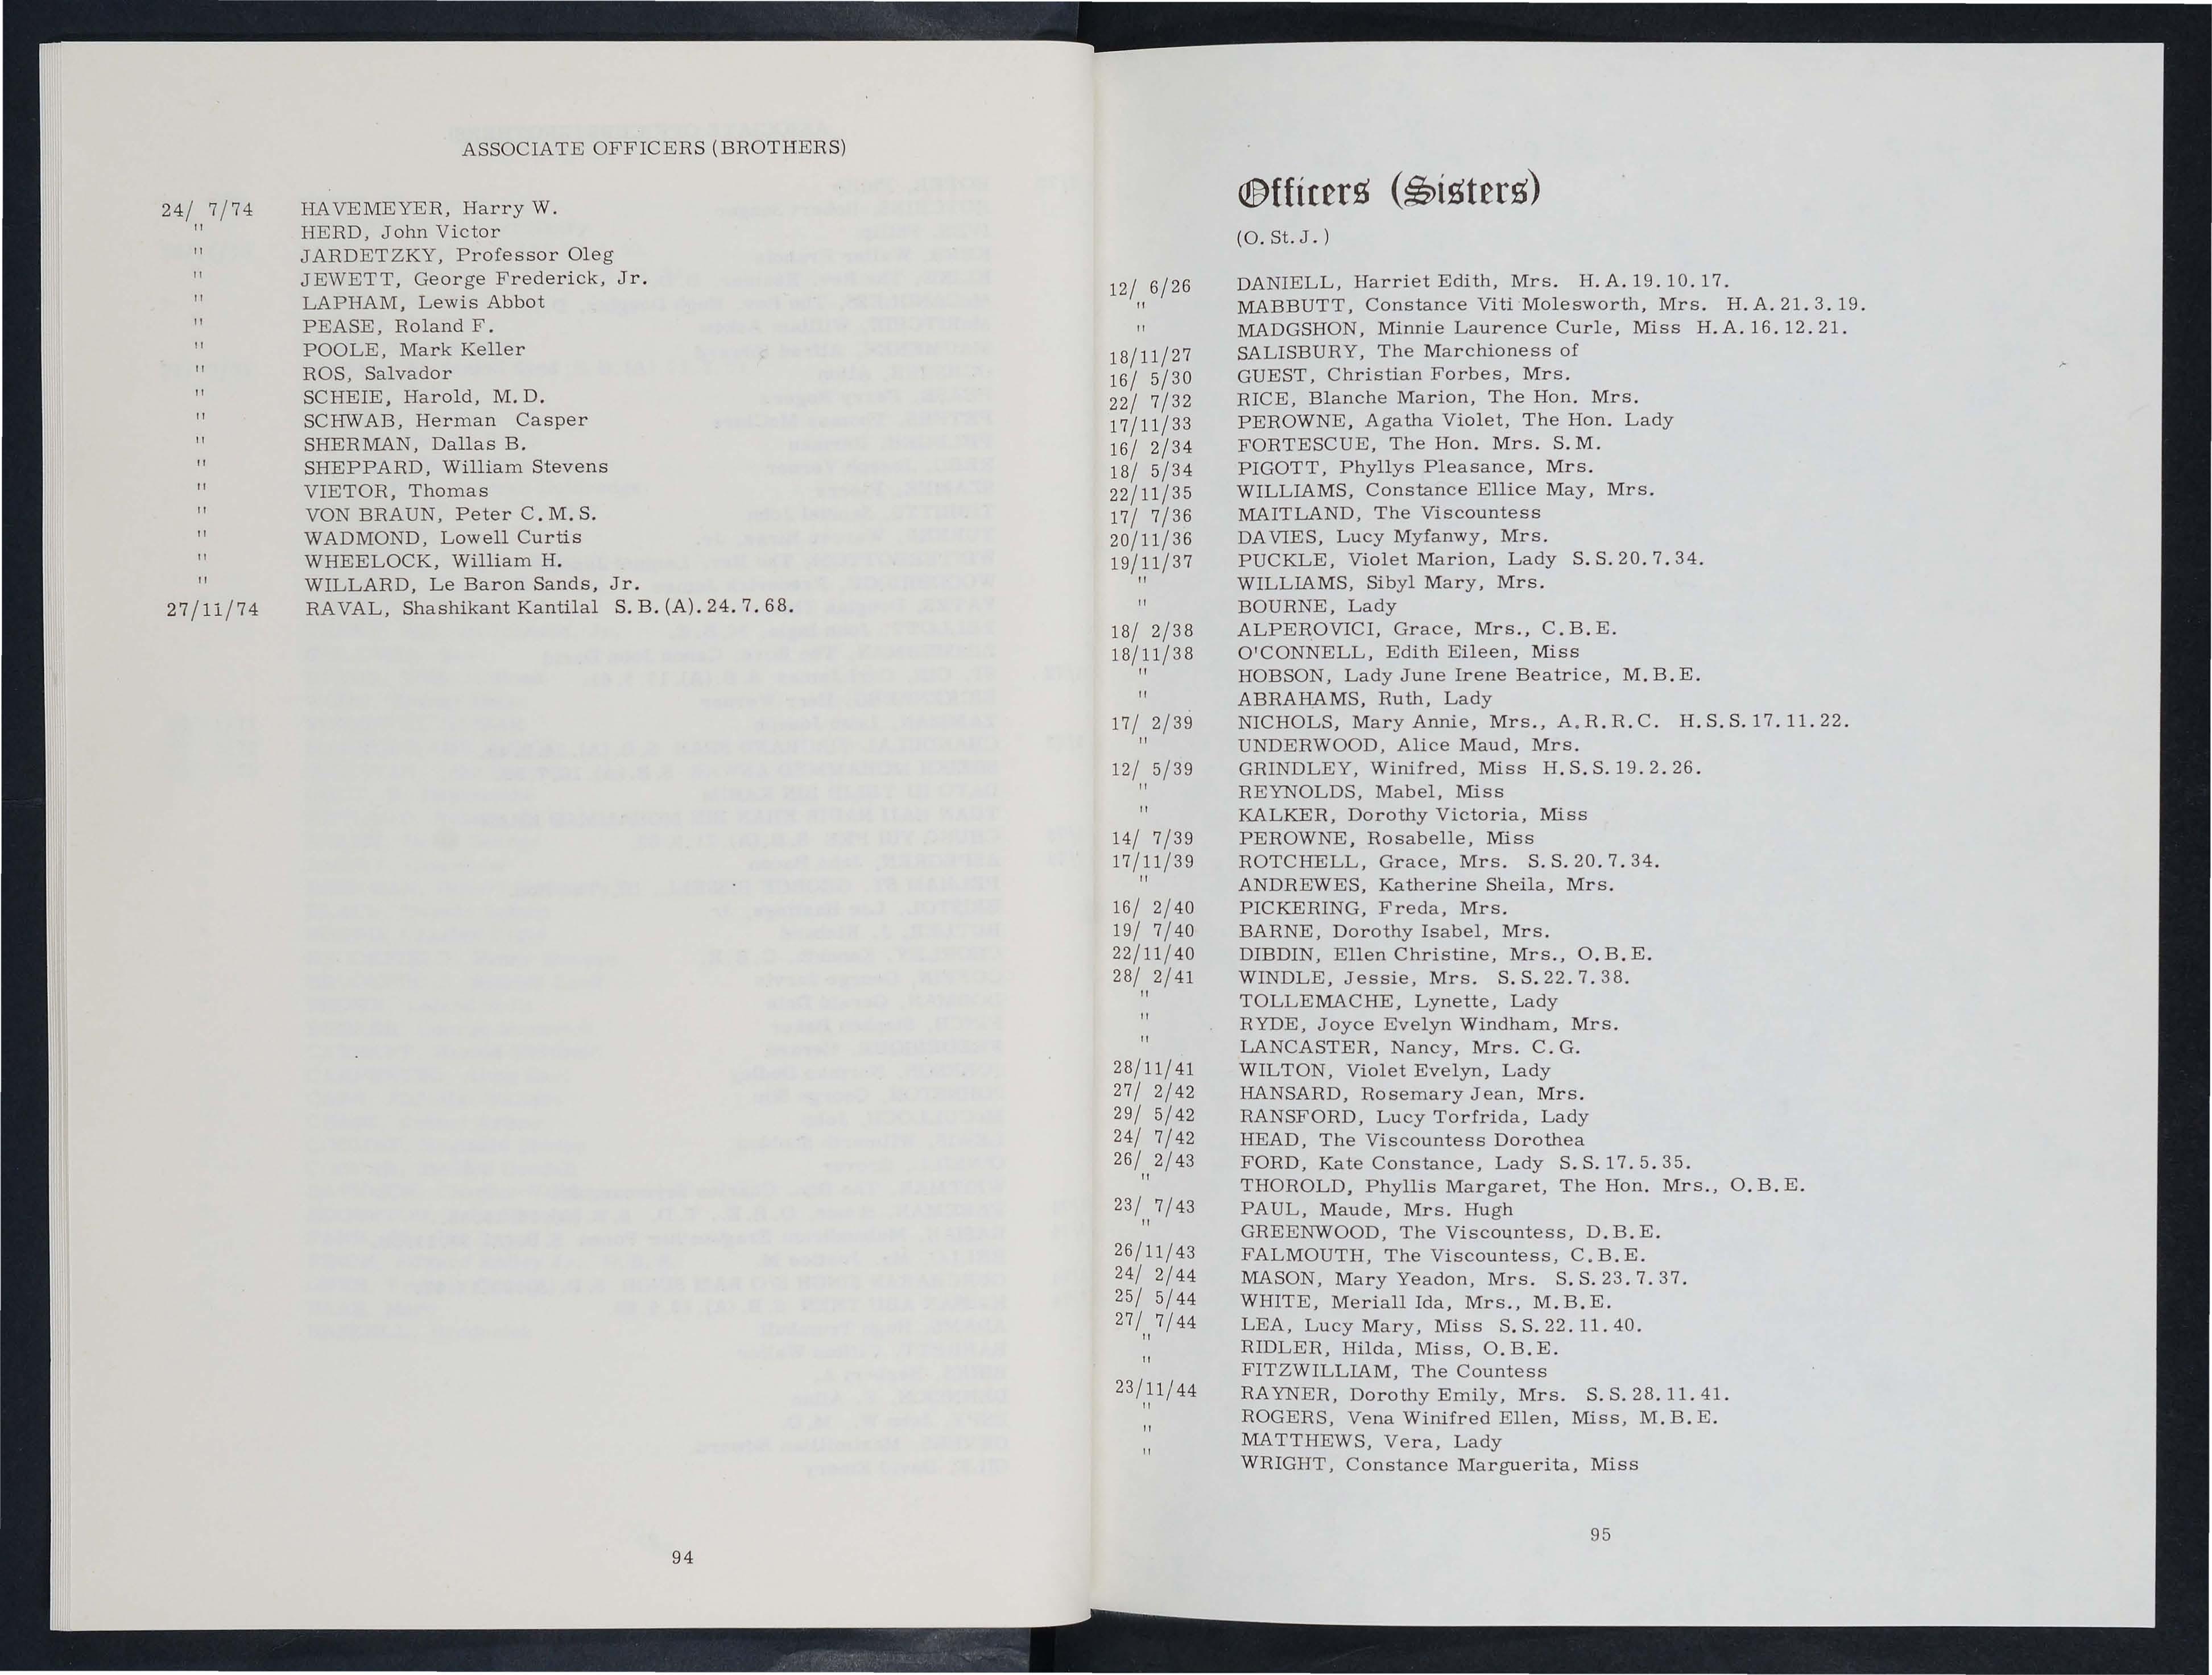 ASSOCIATE OFFICERS (BROTHERS)
24/ 7/74 HAVEMEYER, Harry W.
" HERD, John Victor
" JARDETZKY, Professor Oleg
" JEWETT, George Frederick, Jr.
" LAPHAM, Lewis Abbot
" PEASE, Roland F.
" POOLE, Mark Keller
" ROS, Salvador
" SCHEIE, Harold, M.D.
" SCHWAB, Herman Casper
" SHERMAN, Dallas B.
" SHEPPARD, William Stevens
" VIETOR, Thomas
" VON BRAUN, Peter C.M.S.
" WADMOND, Lowell Curtis
" WHEELOCK, William H.
" WILLARD, Le Baron Sands, Jr.
27/11/74 RAVAL, Shashikant Kantilal S.B.(A). 24.7.68.
94
Officers (Sisters)
(O.St.J.)
12/ 6/26 DANIELL, Harriet Edith, Mrs. H.A.19.10.17.
" MABBUTT, Constance Viti Molesworth, Mrs. H.A.21.3.19.
" MADGSHON, Minnie Laurence Curle, Miss H.A.16.12.21.
18/11/27 SALISBURY, The Marchioness of
16/ 5/30 GUEST, Christian Forbes, Mrs.
22/ 7/32 RICE, Blanche Marion, The Hon. Mrs.
17/11/33 PEROWNE, Agatha Violet, The Hon. Lady
16/ 2/34 FORTESCUE, The Hon. Mrs. S.M.
18/ 5/34 PIGOTT, Phyllys Pleasance, Mrs.
22/11/35 WILLIAMS, Constance Ellice May, Mrs.
17/ 7/36 MAITLAND, The Viscountess
20/11/36 DAVIES, Lucy Myfanwy, Mrs.
19/11/37 PUCKLE, Violet Marion, Lady S.S.20.7.34.
" WILLIAMS, Sibyl Mary, Mrs.
" BOURNE, Lady
18/ 2/38 ALPEROVICI, Grace, Mrs., C.B.E.
18/11/38 O'CONNELL, Edith Eileen, Miss
" HOBSON, Lady June Irene Beatrice, M.B.E.
" ABRAHAMS, Ruth, Lady
17/ 2/39 NICHOLS, Mary Annie, Mrs., A.R.R.C. H.S.S.17.11.22.
" UNDERWOOD, Alice Maud, Mrs.
12/ 5/39 GRINDLEY, Winifred, Miss H.S.S.19.2.26.
" REYNOLDS, Mabel, Miss
" KALKER, Dorothy Victoria, Miss
14/ 7/39 PEROWNE, Rosabelle, Miss
17/11/39 ROTCHELL, Grace, Mrs. S.S.20.7.34.
" ANDREWES, Katherine Sheila, Mrs.
16/ 2/40 PICKERING, Freda, Mrs.
19/ 7/40 BARNE, Dorothy Isabel, Mrs.
22/11/40 DIBDIN, Ellen Christine, Mrs., O.B.E.
28/ 2/41 WINDLE, Jessie, Mrs. S.S.22.7.38.
" TOLLEMACHE, Lynette, Lady
" RYDE, Joyce Evelyn Windham, Mrs.
" LANCASTER, Nancy, Mrs. C.G.
28/11/41 WILTON, Violet Evelyn, Lady
27/ 2/42 HANSARD, Rosemary Jean, Mrs.
29/ 5/42 RANSFORD, Lucy Torfrida, Lady
24/ 7/42 HEAD, The Viscountess Dorothea
26/ 2/43 FORD, Kate Constance, Lady S.S.17.5.35.
" THOROLD, Phyllis Margaret, The Hon. Mrs., O.B.E.
23/ 7/43 PAUL, Maude, Mrs. Hugh
" GREENWOOD, The Viscountess, D.B.E.
26/11/43 FALMOUTH, The Viscountess, C.B.E.
24/ 2/44 MASON, Mary Yeadon, Mrs. S.S.23.7.37.
25/ 5/44 WHITE, Meriall Ida, Mrs., M.B.E.
27/ 7/44 LEA, Lucy Mary, Miss S.S.22.11.40.
" RIDLER, Hilda, Miss, O.B.E.
" FITZWILLIAM, The Countess
23/11/44 RAYNER, Dorothy Emily, Mrs. S.S.28.11.41.
" ROGERS, Vena Winifred Ellen, Miss, M.B.E.
" MATTHEWS, Vera, Lady
" WRIGHT, Constance Marguerita, Miss
95